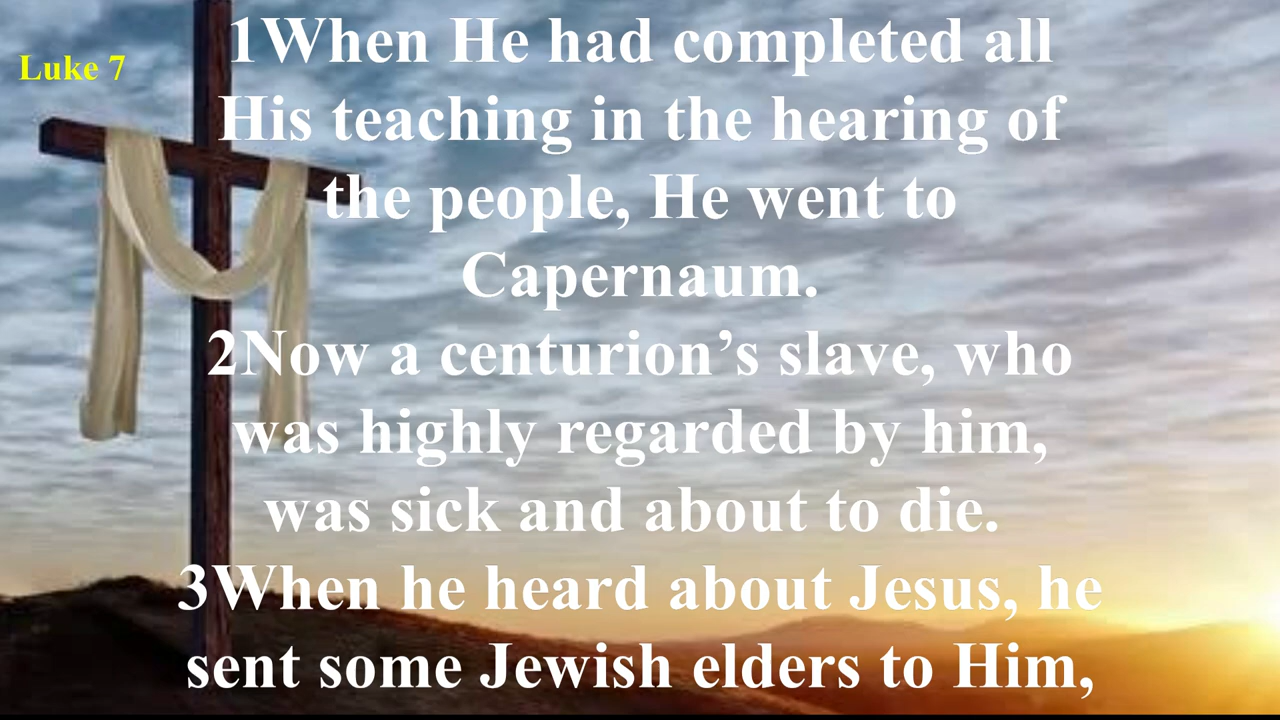 Luke 7
1When He had completed all
His teaching in the hearing of
the people, He went to
Capernaum.
2Now a centurion’s slave, who
was highly regarded by him,
was sick and about to die.
3When he heard about Jesus, he
sent some Jewish elders to Him,